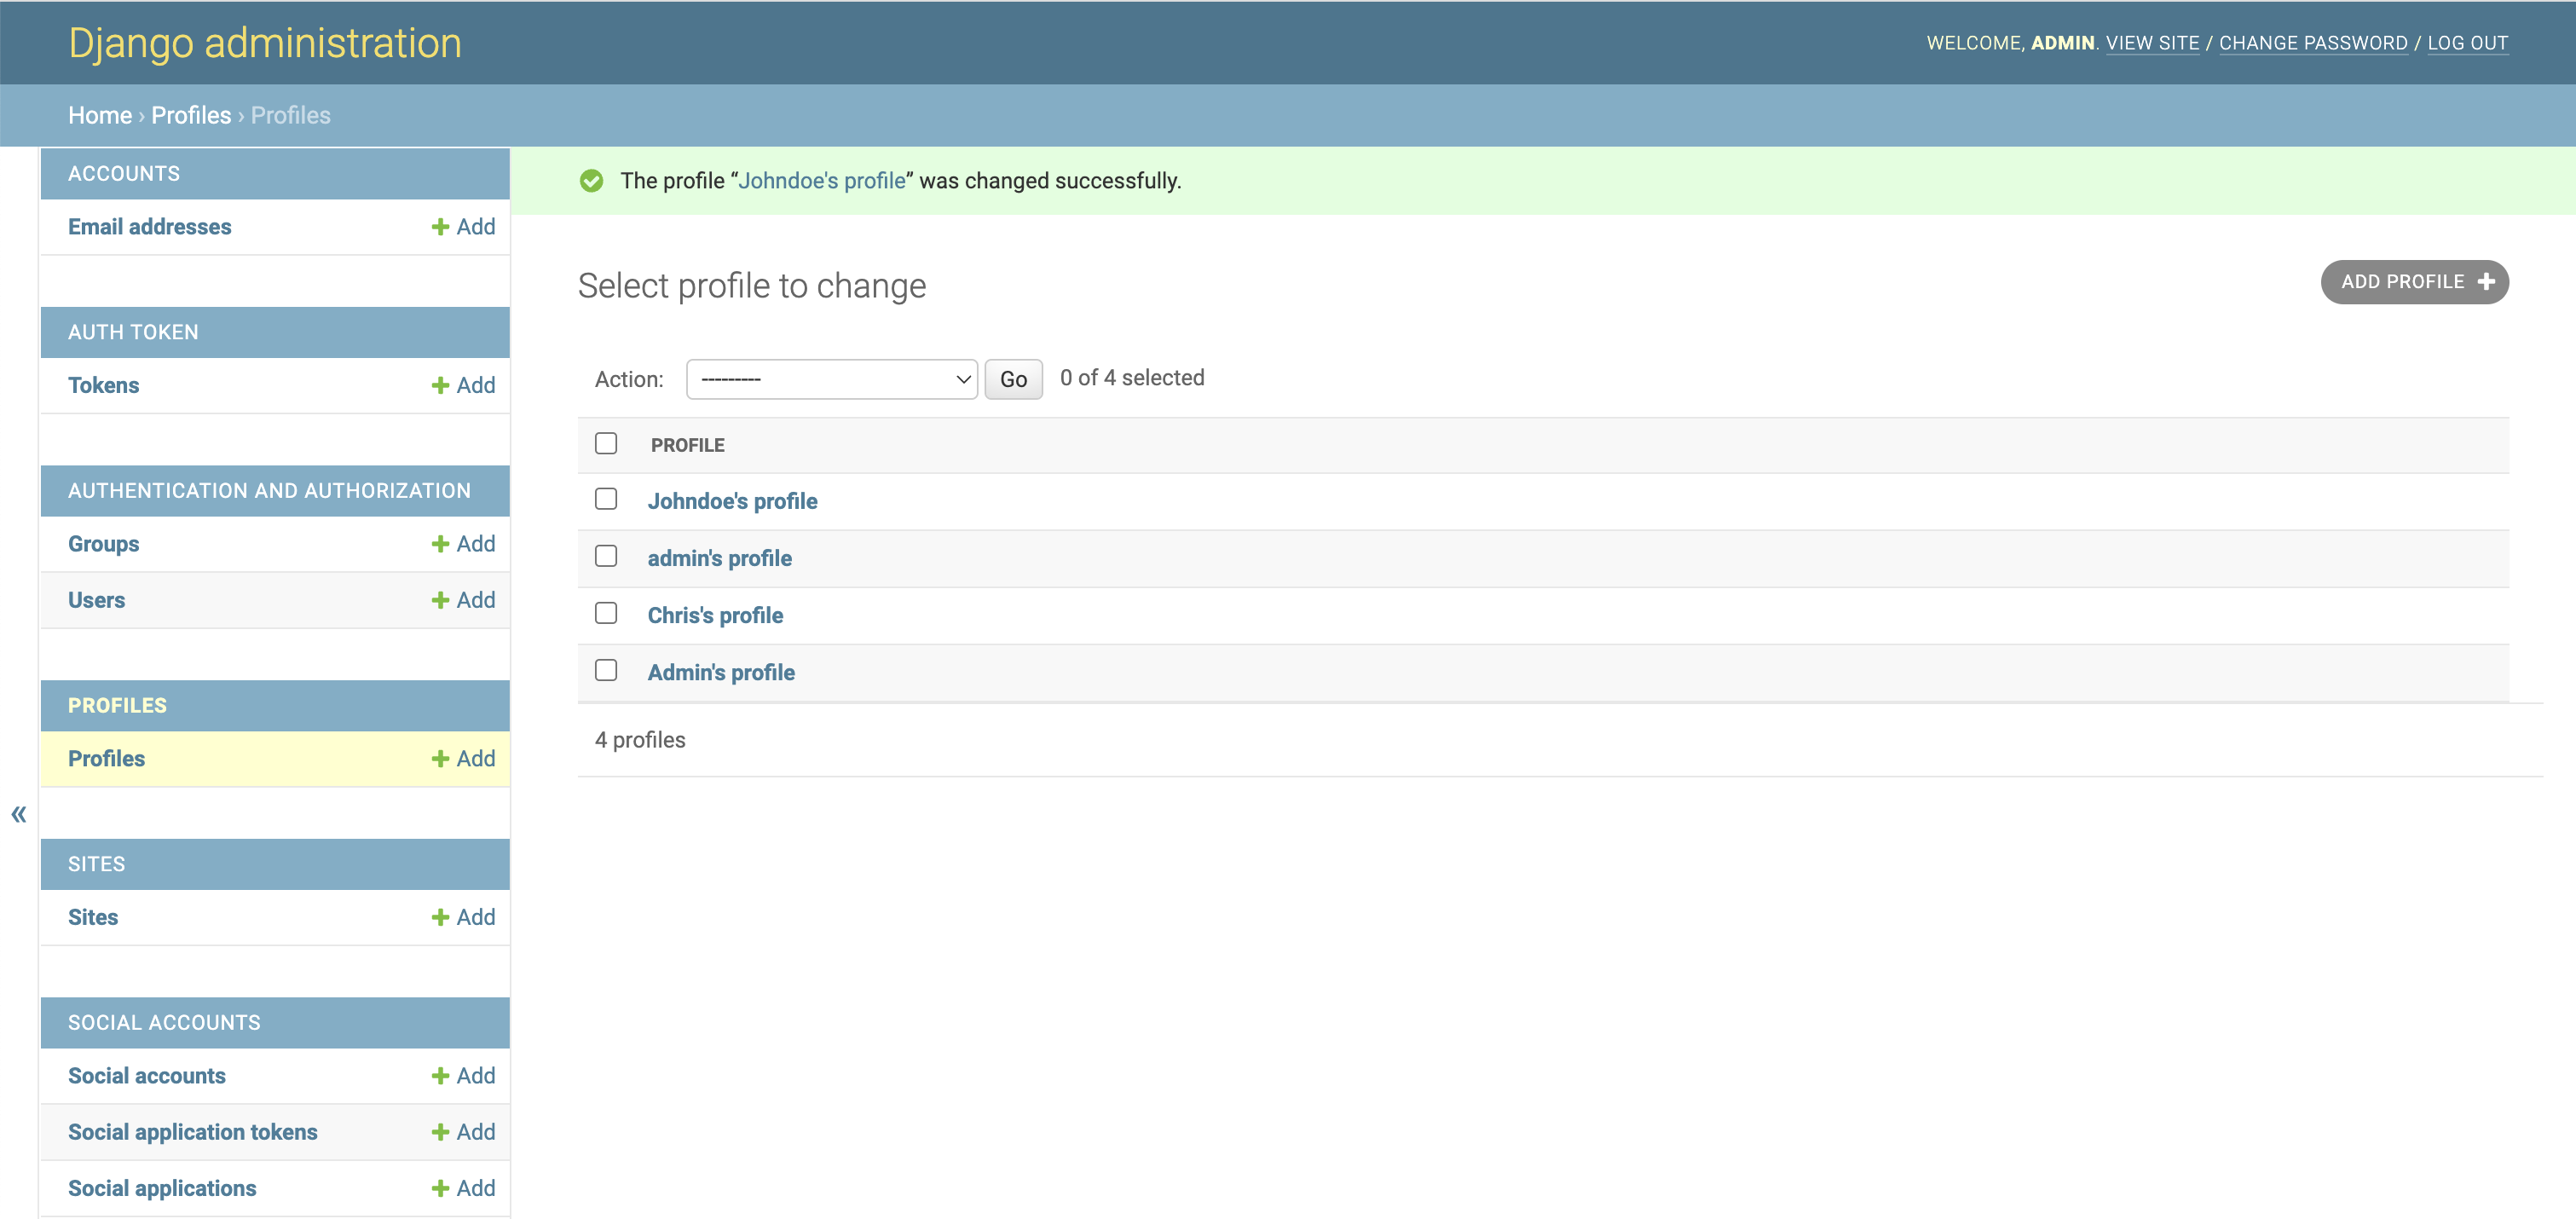 Django administration
WELCOME, ADMIN. VIEW SITE / CHANGE PASSWORD / LOG OUT
Home › Profiles › Profiles
ACCOUNTS
Email addresses + Add
AUTH TOKEN
Tokens + Add
AUTHENTICATION AND AUTHORIZATION
Groups + Add
Users + Add
PROFILES
Profiles + Add
«
SITES
Sites + Add
SOCIAL ACCOUNTS
Social accounts + Add
Social application tokens + Add
Social applications + Add
The profile “Johndoe's profile” was changed successfully.
Select profile to change
ADD PROFILE +
Action: --------- Go 0 of 4 selected
PROFILE
Johndoe's profile
admin's profile
Chris's profile
Admin's profile
4 profiles